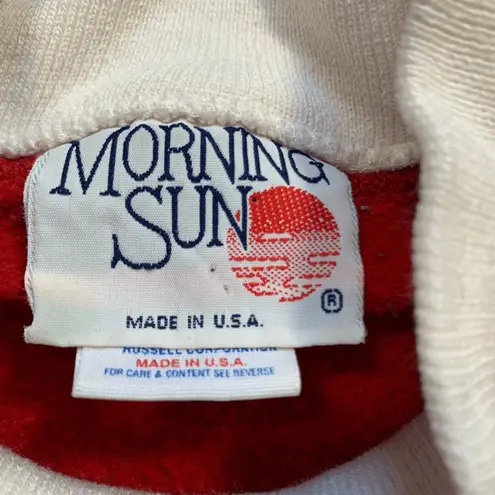 MORNING
SUN
®
MADE IN U.S.A.
RUSSELL CORPORATION
MADE IN U.S.A.
FOR CARE & CONTENT SEE REVERSE